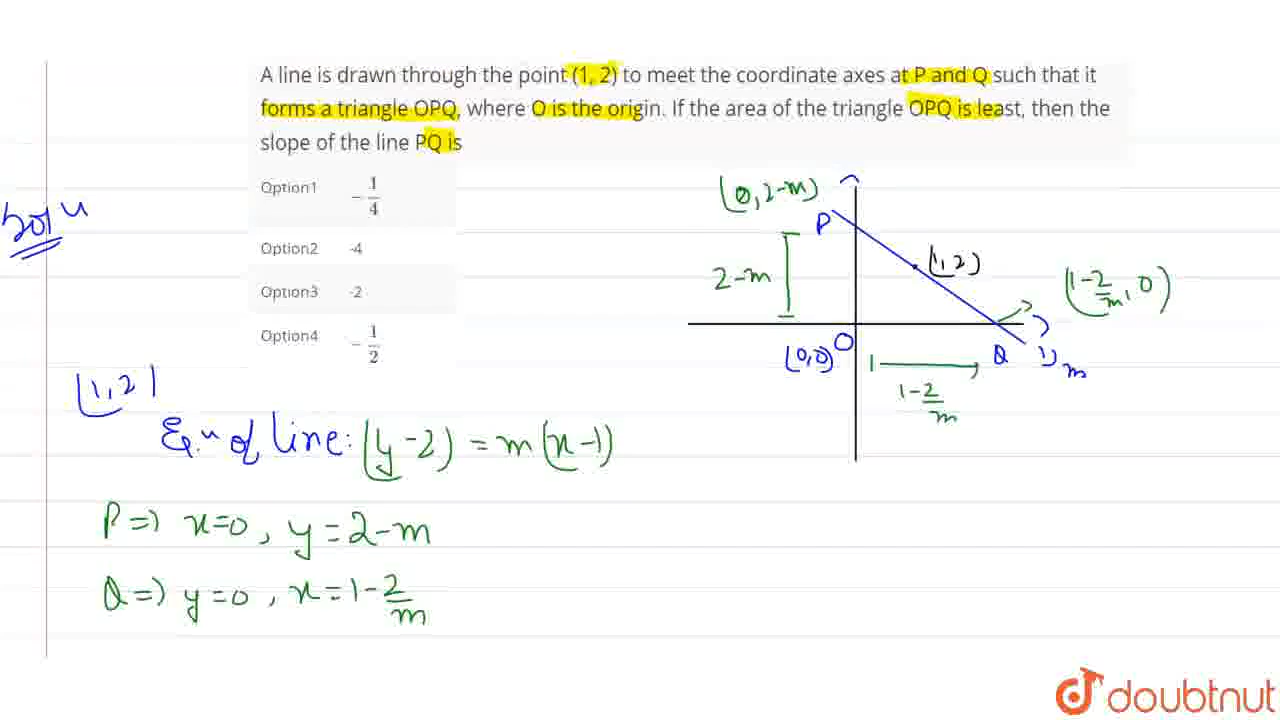 A line is drawn through the point (1, 2) to meet the coordinate axes at P and Q such that it
forms a triangle OPQ, where O is the origin. If the area of the triangle OPQ is least, then the
slope of the line PQ is
Option1 -1/4
Option2 -4
Option3 -2
Option4 -1/2
Sol u
(0, 2-m)
P
(1,2)
2-m
(1-2/m, 0)
(0,0) O
Q
m
1-2/m
(1,2)
Eq.n of line: (y-2) = m(x-1)
P => x=0, y=2-m
Q => y=0, x=1-2/m
doubtnut